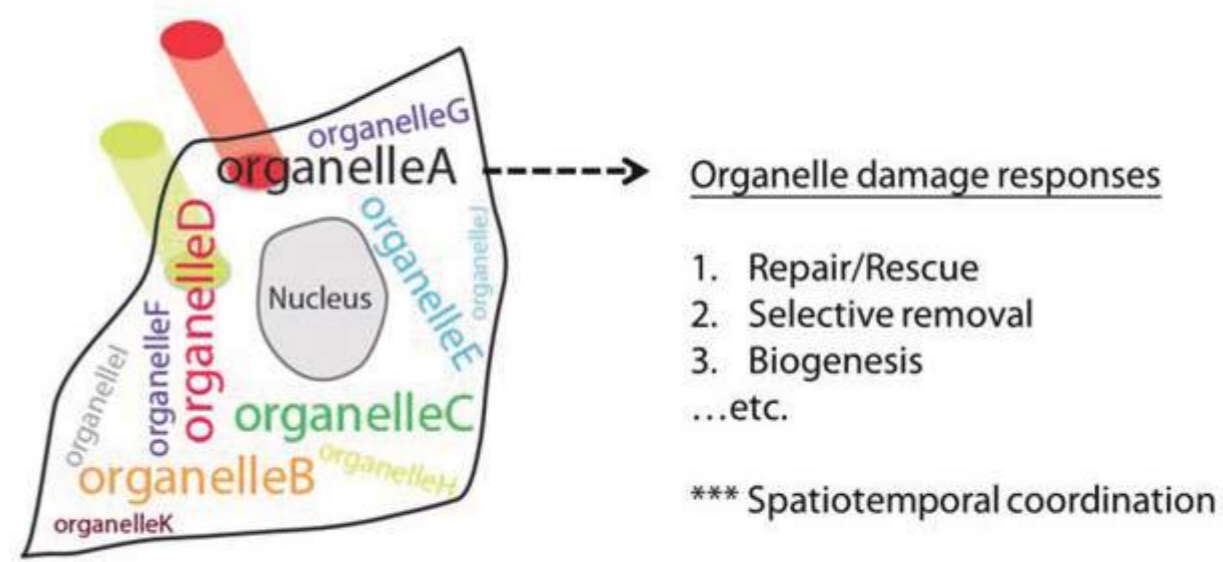 organelleG
organelleA
organelleD
organelleE
organelleJ
Nucleus
organelleF
organelleI
organelleC
organelleB
organelleH
organelleK
Organelle damage responses
1. Repair/Rescue
2. Selective removal
3. Biogenesis
...etc.
*** Spatiotemporal coordination